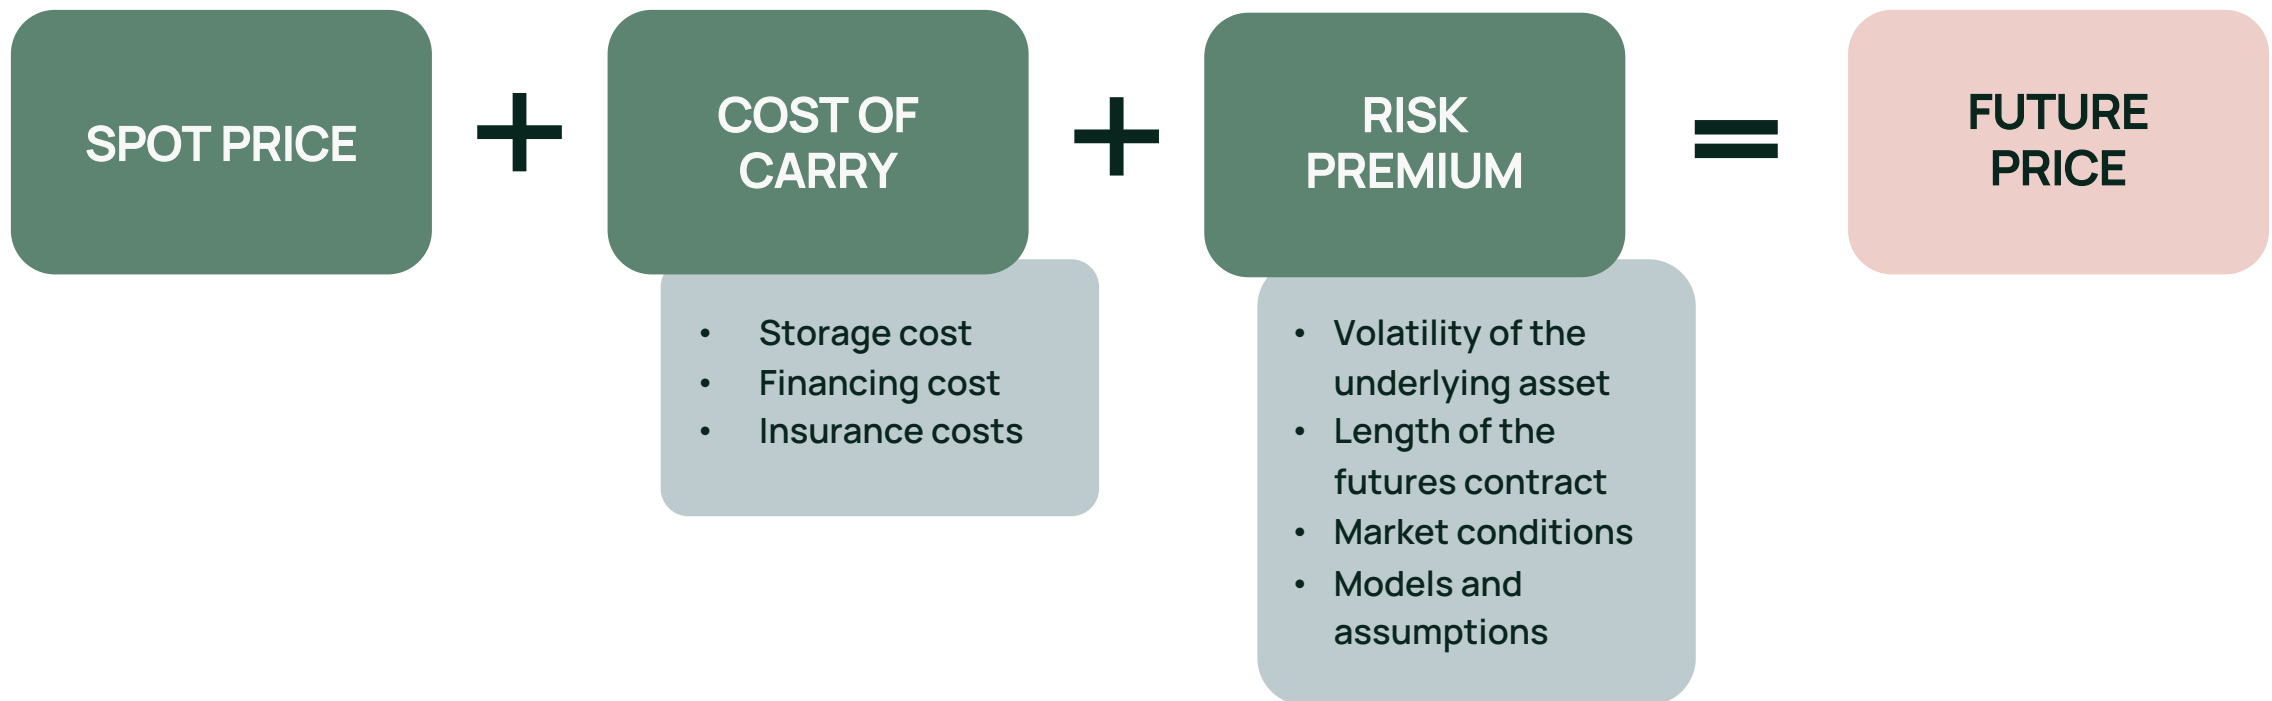 SPOT PRICE
+
COST OF
CARRY
+
RISK
PREMIUM
=
FUTURE
PRICE
• Storage cost
• Financing cost
• Insurance costs
• Volatility of the
underlying asset
• Length of the
futures contract
• Market conditions
• Models and
assumptions